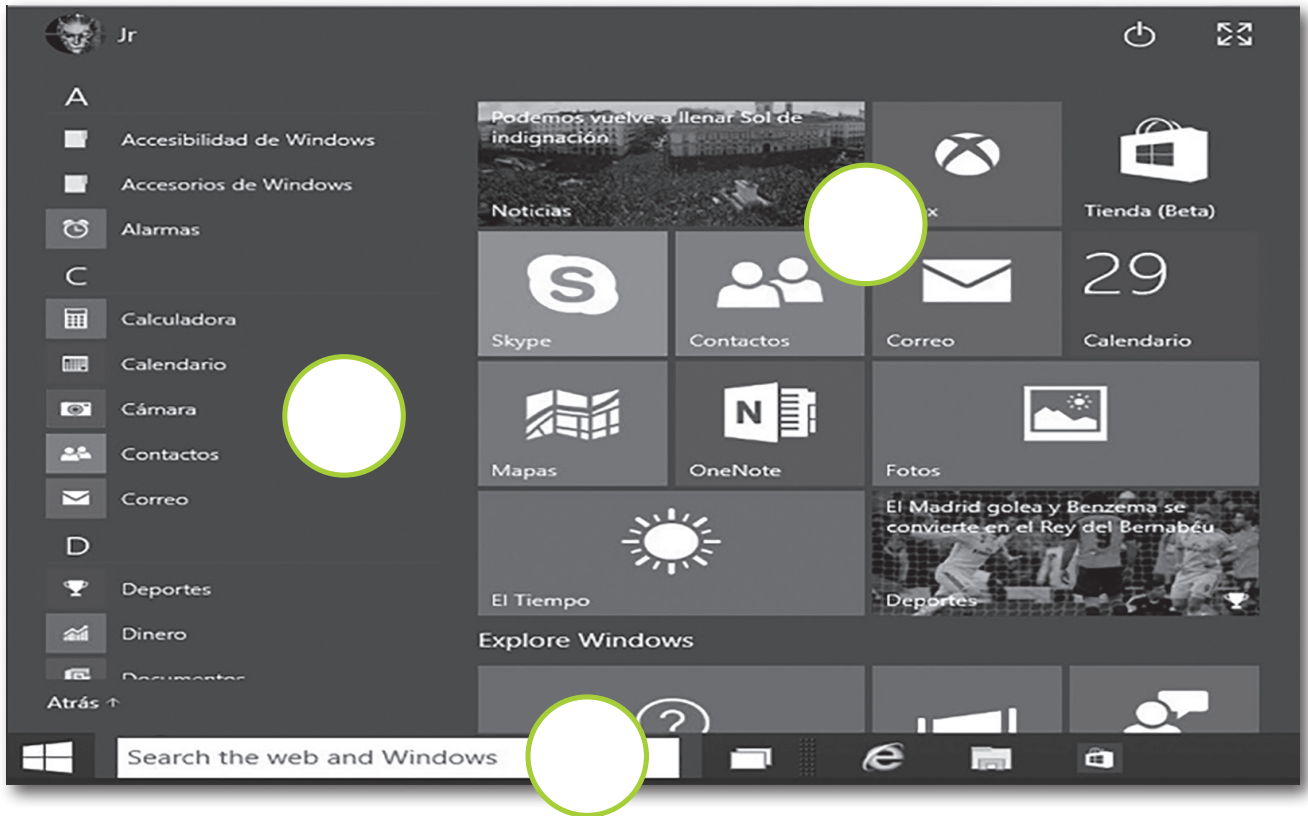 Jr
A
Accesibilidad de Windows
Accesorios de Windows
Alarmas
C
Calculadora
Calendario
Cámara
Contactos
Correo
D
Deportes
Dinero
Documentos
Atrás ↑
Podemos vuelve a llenar Sol de
indignación
Noticias
x
Tienda (Beta)
S
Skype
Contactos
Correo
29
Calendario
Mapas
N
OneNote
Fotos
El Tiempo
El Madrid golea y Benzema se
convierte en el Rey del Bernabéu
Deportes
Explore Windows
?
Search the web and Windows